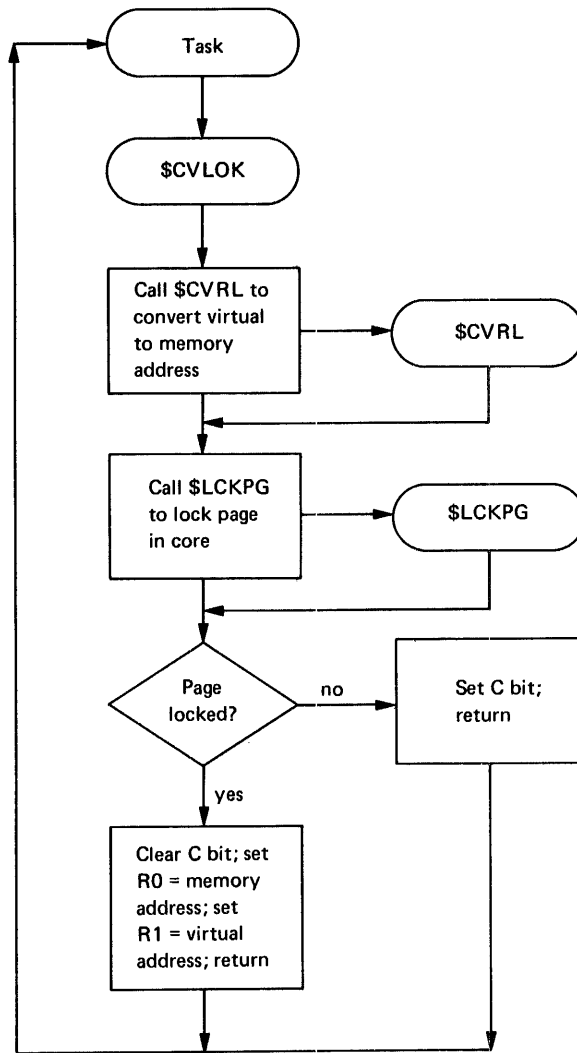 Task
$CVLOK
Call $CVRL to
convert virtual
to memory
address
$CVRL
Call $LCKPG
to lock page
in core
$LCKPG
Page
locked?
no
Set C bit;
return
yes
Clear C bit; set
R0 = memory
address; set
R1 = virtual
address; return